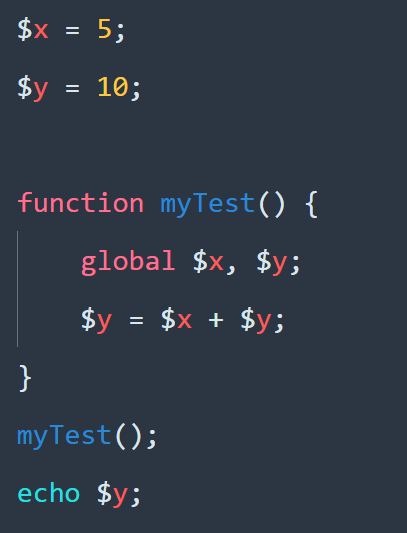 $x = 5;
$y = 10;
function myTest() {
    global $x, $y;
    $y = $x + $y;
}
myTest();
echo $y;